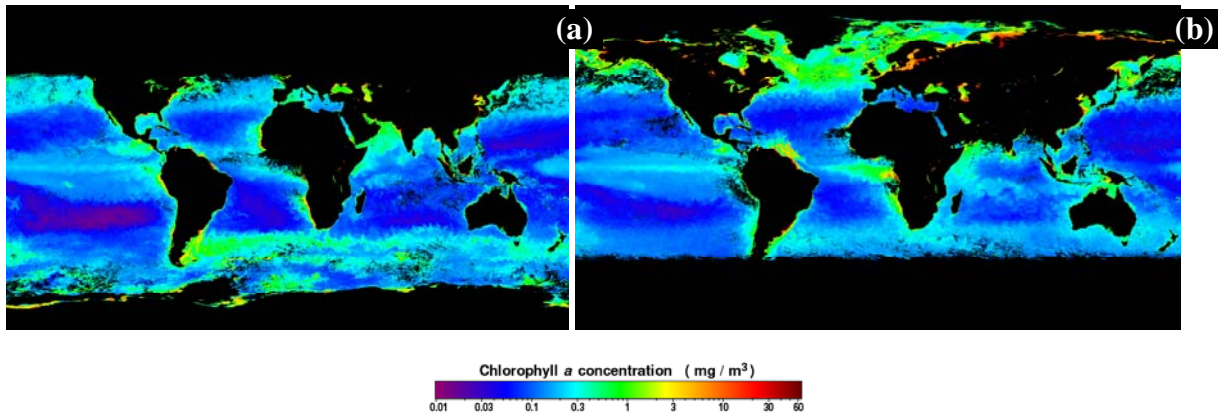 (a)
(b)
Chlorophyll a concentration ( mg / m³ )
0.01 0.03 0.1 0.3 1 3 10 30 60